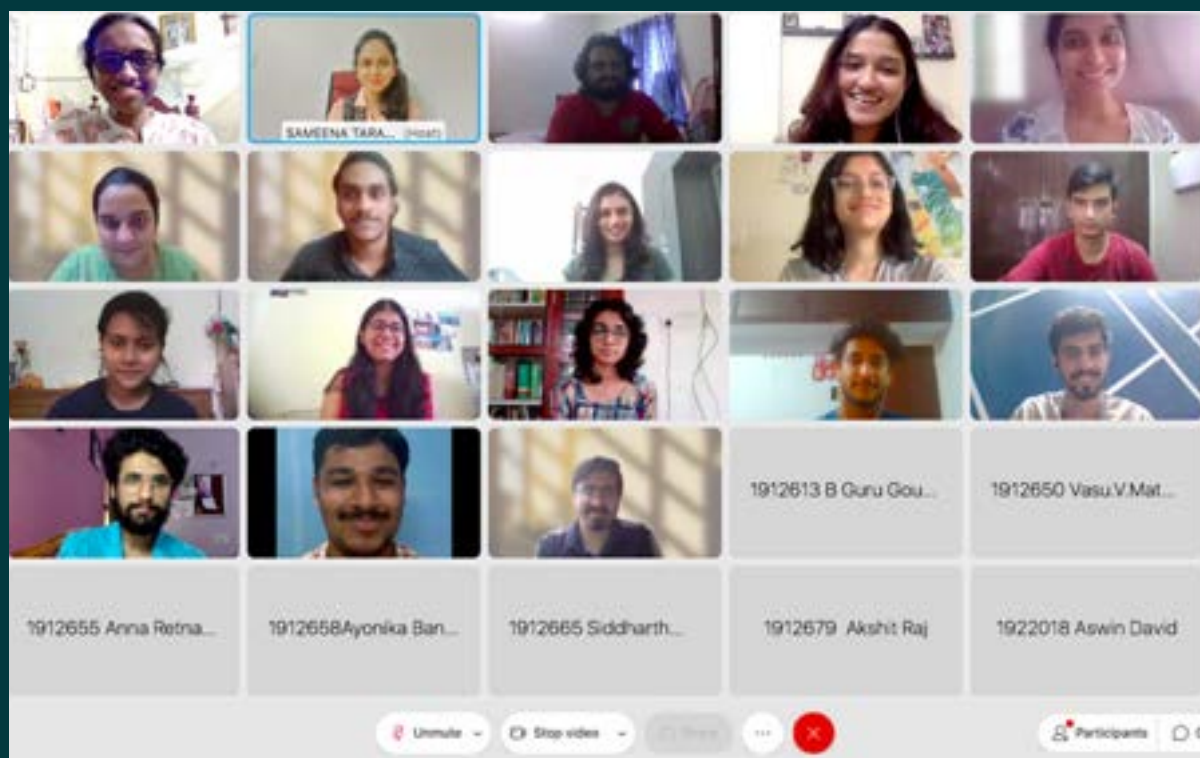 SAMEENA TARA... (Host)
1912613 B Guru Gou...
1912650 Vasu.V.Mat...
1912655 Anna Retna...
1912658Ayonika Ban...
1912665 Siddharth...
1912679 Akshit Raj
1922018 Aswin David
Unmute
Stop video
Share
Participants